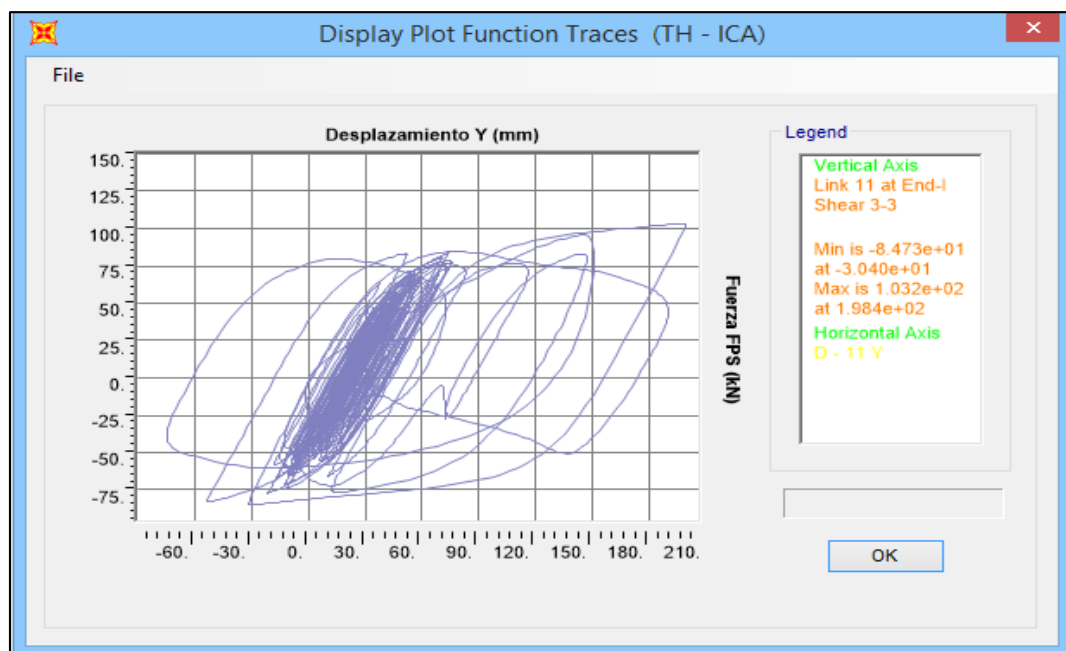 Display Plot Function Traces (TH - ICA)
File
Desplazamiento Y (mm)
150.
125.
100.
75.
50.
25.
0.
-25.
-50.
-75.
-60. -30. 0. 30. 60. 90. 120. 150. 180. 210.
Fuerza FPS (kN)
Legend
Vertical Axis
Link 11 at End-I
Shear 3-3
Min is -8.473e+01
at -3.040e+01
Max is 1.032e+02
at 1.984e+02
Horizontal Axis
D - 11 Y
OK